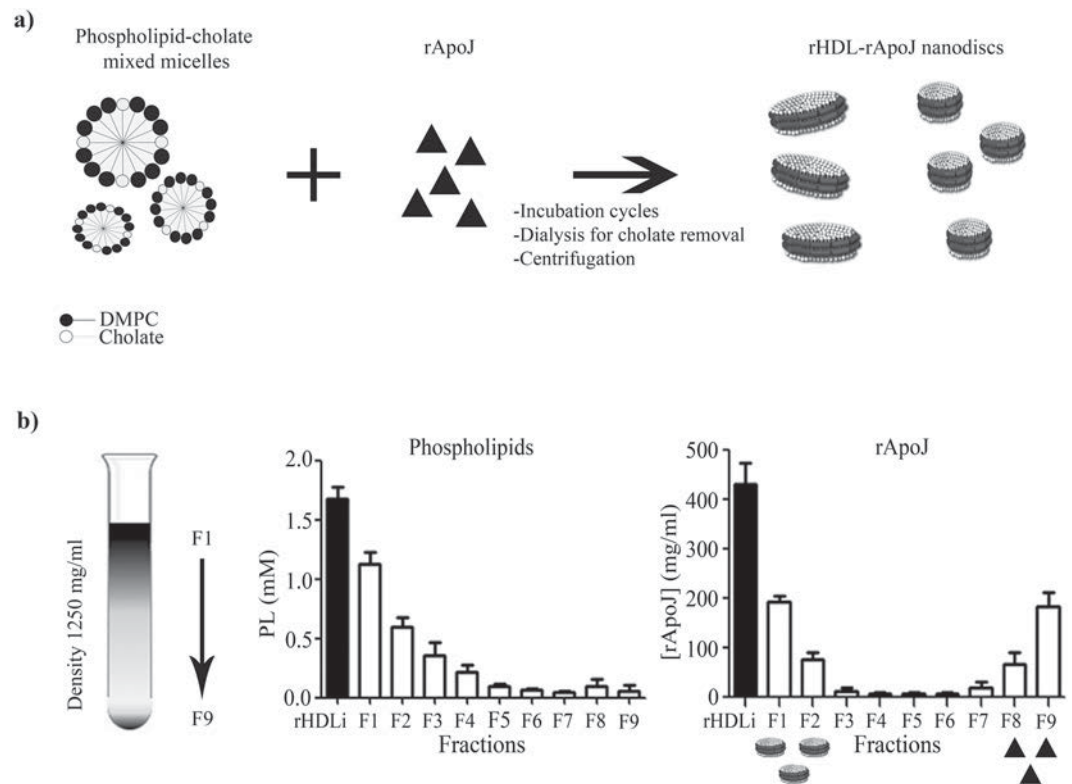 a)
Phospholipid-cholate
mixed micelles
rApoJ
rHDL-rApoJ nanodiscs
-Incubation cycles
-Dialysis for cholate removal
-Centrifugation
DMPC
Cholate
b)
Density 1250 mg/ml
F1
F9
Phospholipids
PL (mM)
2.0
1.5
1.0
0.5
0.0
rHDLi F1 F2 F3 F4 F5 F6 F7 F8 F9
Fractions
rApoJ
[rApoJ] (mg/ml)
500
400
300
200
100
0
rHDLi F1 F2 F3 F4 F5 F6 F7 F8 F9
Fractions